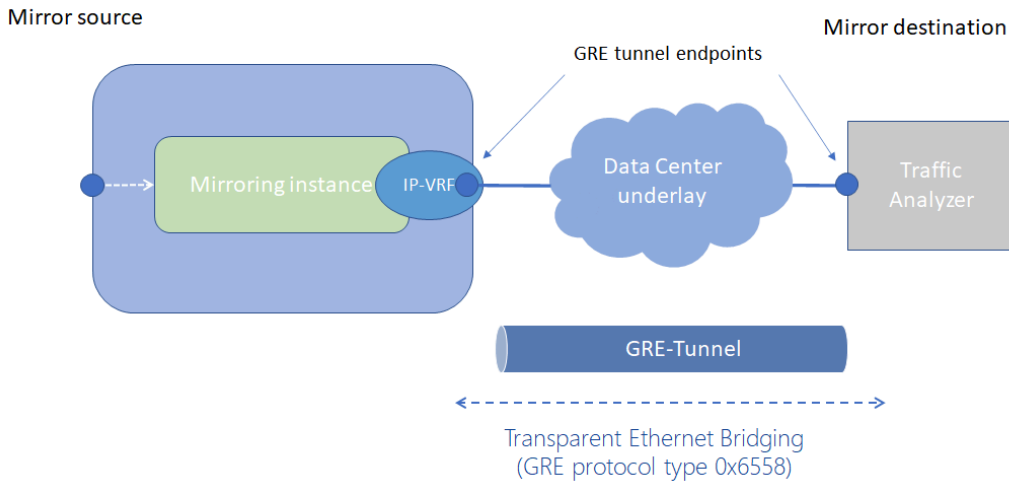 Mirror source
Mirror destination
GRE tunnel endpoints
Mirroring instance
IP-VRF
Data Center
underlay
Traffic
Analyzer
GRE-Tunnel
Transparent Ethernet Bridging
(GRE protocol type 0x6558)